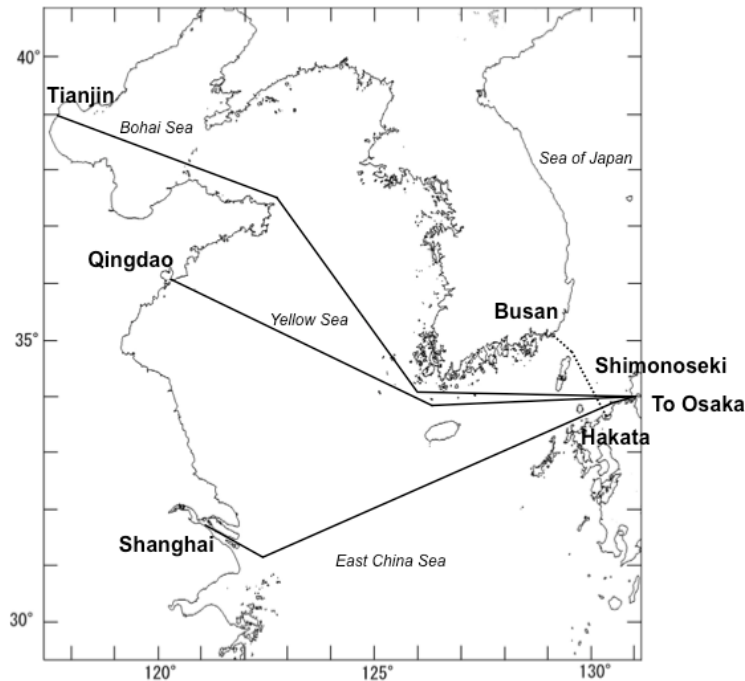 40°
Tianjin
Bohai Sea
Sea of Japan
Qingdao
Yellow Sea
Busan
35°
Shimonoseki
To Osaka
Hakata
Shanghai
East China Sea
30°
120°
125°
130°